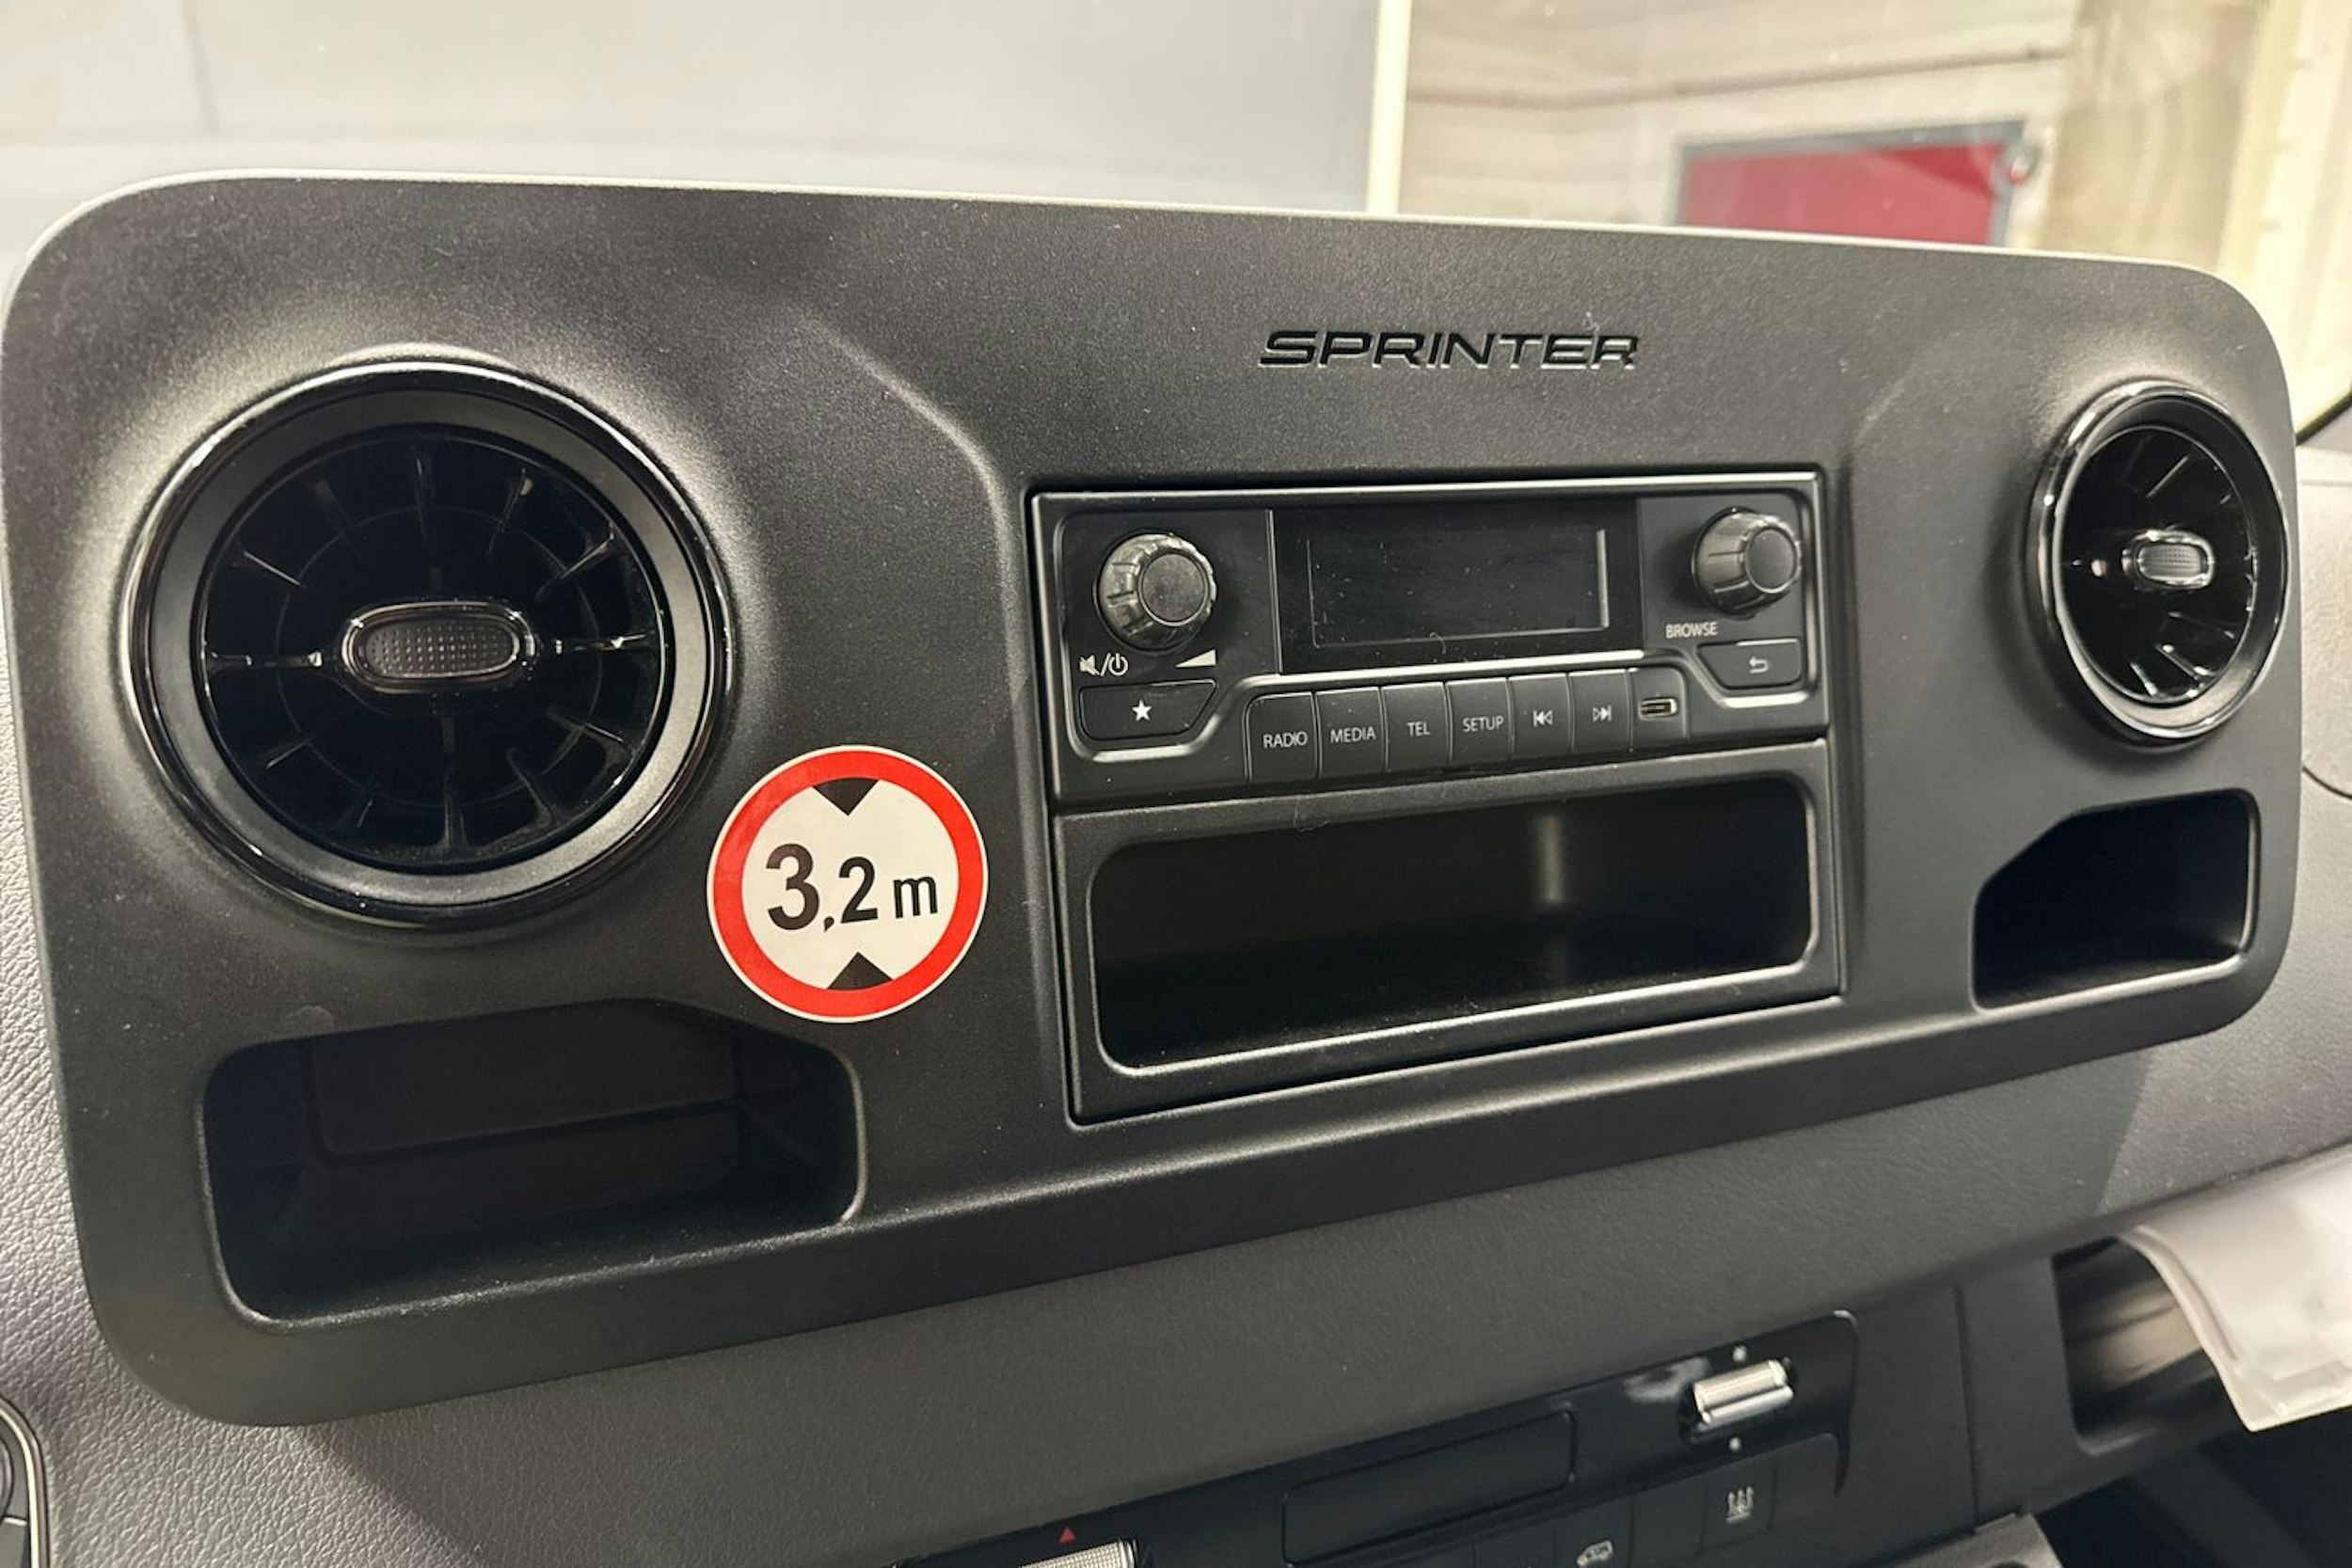 SPRINTER
BROWSE
RADIO MEDIA TEL SETUP
3,2 m